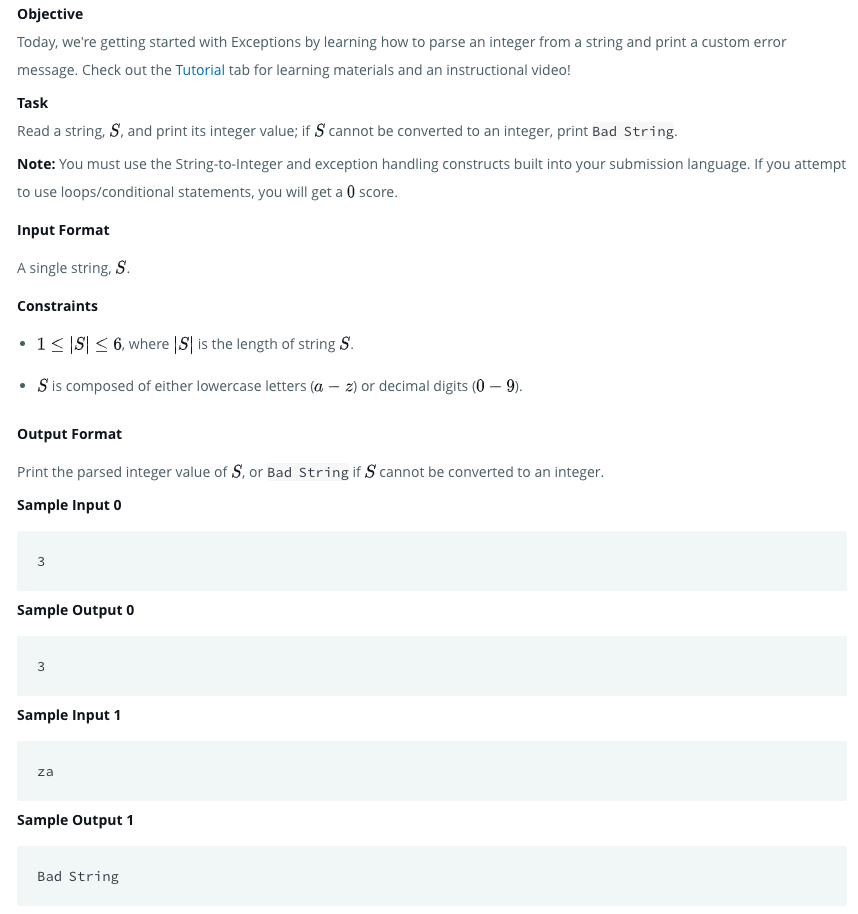 Objective
Today, we're getting started with Exceptions by learning how to parse an integer from a string and print a custom error
message. Check out the Tutorial tab for learning materials and an instructional video!
Task
Read a string, S, and print its integer value; if S cannot be converted to an integer, print Bad String.
Note: You must use the String-to-Integer and exception handling constructs built into your submission language. If you attempt
to use loops/conditional statements, you will get a 0 score.
Input Format
A single string, S.
Constraints
• 1 ≤ |S| ≤ 6, where |S| is the length of string S.
• S is composed of either lowercase letters (a − z) or decimal digits (0 − 9).
Output Format
Print the parsed integer value of S, or Bad String if S cannot be converted to an integer.
Sample Input 0
3
Sample Output 0
3
Sample Input 1
za
Sample Output 1
Bad String